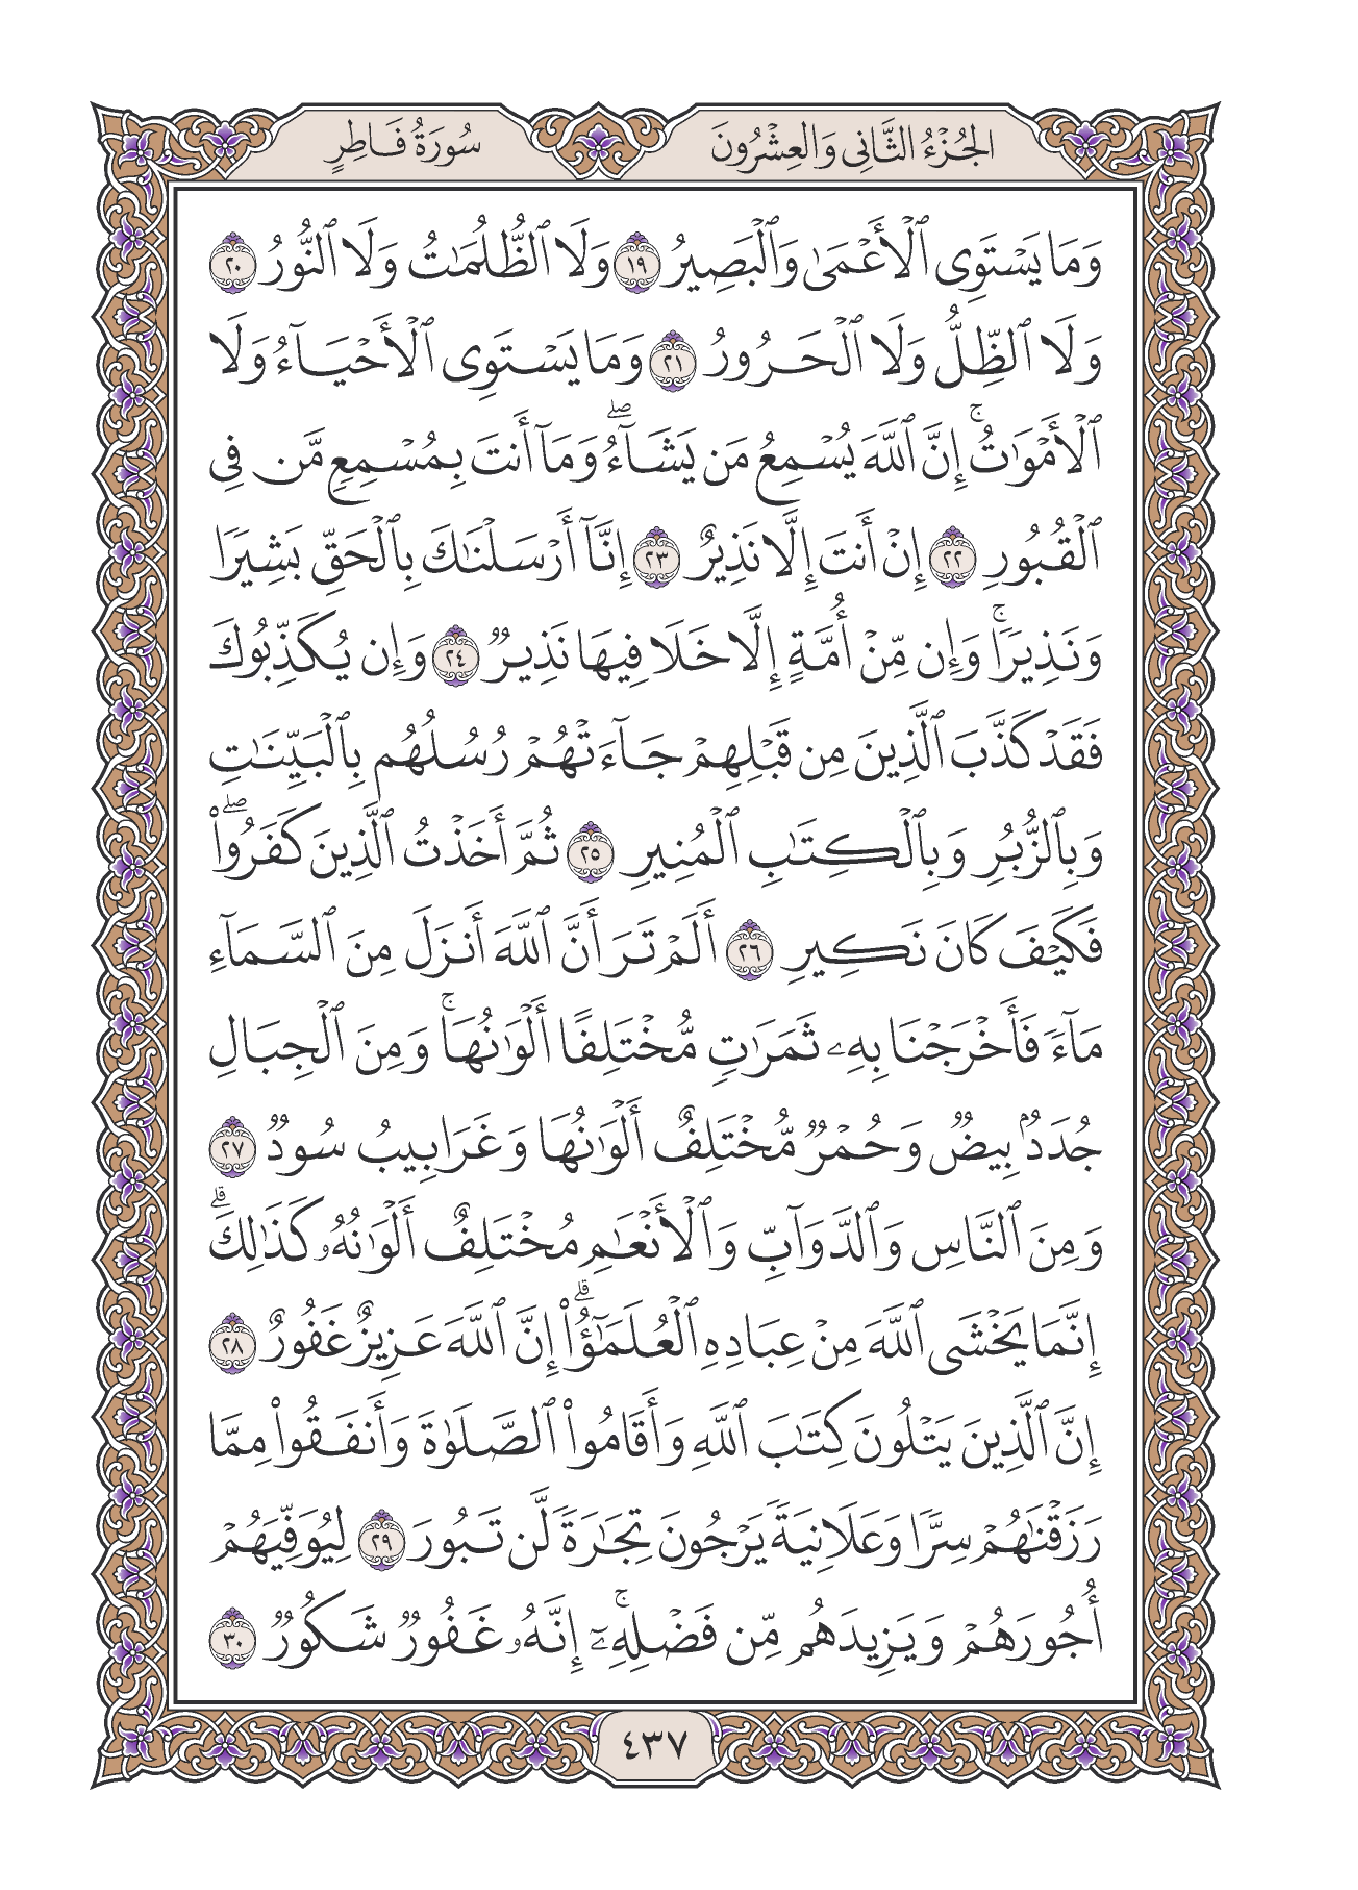 الجُزْءُ الثَّانِي وَالعِشْرُونَ
سُورَةُ فَاطِرٍ
وَمَا يَسْتَوِى ٱلْأَعْمَىٰ وَٱلْبَصِيرُ ١٩ وَلَا ٱلظُّلُمَٰتُ وَلَا ٱلنُّورُ ٢٠
وَلَا ٱلظِّلُّ وَلَا ٱلْحَرُورُ ٢١ وَمَا يَسْتَوِى ٱلْأَحْيَآءُ وَلَا
ٱلْأَمْوَٰتُ ۚ إِنَّ ٱللَّهَ يُسْمِعُ مَن يَشَآءُ ۖ وَمَآ أَنتَ بِمُسْمِعٍ مَّن فِى
ٱلْقُبُورِ ٢٢ إِنْ أَنتَ إِلَّا نَذِيرٌ ٢٣ إِنَّآ أَرْسَلْنَٰكَ بِٱلْحَقِّ بَشِيرًا
وَنَذِيرًا ۚ وَإِن مِّنْ أُمَّةٍ إِلَّا خَلَا فِيهَا نَذِيرٌ ٢٤ وَإِن يُكَذِّبُوكَ
فَقَدْ كَذَّبَ ٱلَّذِينَ مِن قَبْلِهِمْ جَآءَتْهُمْ رُسُلُهُم بِٱلْبَيِّنَٰتِ
وَبِٱلزُّبُرِ وَبِٱلْكِتَٰبِ ٱلْمُنِيرِ ٢٥ ثُمَّ أَخَذْتُ ٱلَّذِينَ كَفَرُوا۟ ۖ
فَكَيْفَ كَانَ نَكِيرِ ٢٦ أَلَمْ تَرَ أَنَّ ٱللَّهَ أَنزَلَ مِنَ ٱلسَّمَآءِ
مَآءً فَأَخْرَجْنَا بِهِۦ ثَمَرَٰتٍ مُّخْتَلِفًا أَلْوَٰنُهَا ۚ وَمِنَ ٱلْجِبَالِ
جُدَدٌۢ بِيضٌ وَحُمْرٌ مُّخْتَلِفٌ أَلْوَٰنُهَا وَغَرَابِيبُ سُودٌ ٢٧
وَمِنَ ٱلنَّاسِ وَٱلدَّوَآبِّ وَٱلْأَنْعَٰمِ مُخْتَلِفٌ أَلْوَٰنُهُۥ كَذَٰلِكَ ۗ
إِنَّمَا يَخْشَى ٱللَّهَ مِنْ عِبَادِهِ ٱلْعُلَمَٰٓؤُا۟ ۗ إِنَّ ٱللَّهَ عَزِيزٌ غَفُورٌ ٢٨
إِنَّ ٱلَّذِينَ يَتْلُونَ كِتَٰبَ ٱللَّهِ وَأَقَامُوا۟ ٱلصَّلَوٰةَ وَأَنفَقُوا۟ مِمَّا
رَزَقْنَٰهُمْ سِرًّا وَعَلَانِيَةً يَرْجُونَ تِجَٰرَةً لَّن تَبُورَ ٢٩ لِيُوَفِّيَهُمْ
أُجُورَهُمْ وَيَزِيدَهُم مِّن فَضْلِهِۦٓ ۚ إِنَّهُۥ غَفُورٌ شَكُورٌ ٣٠
٤٣٧